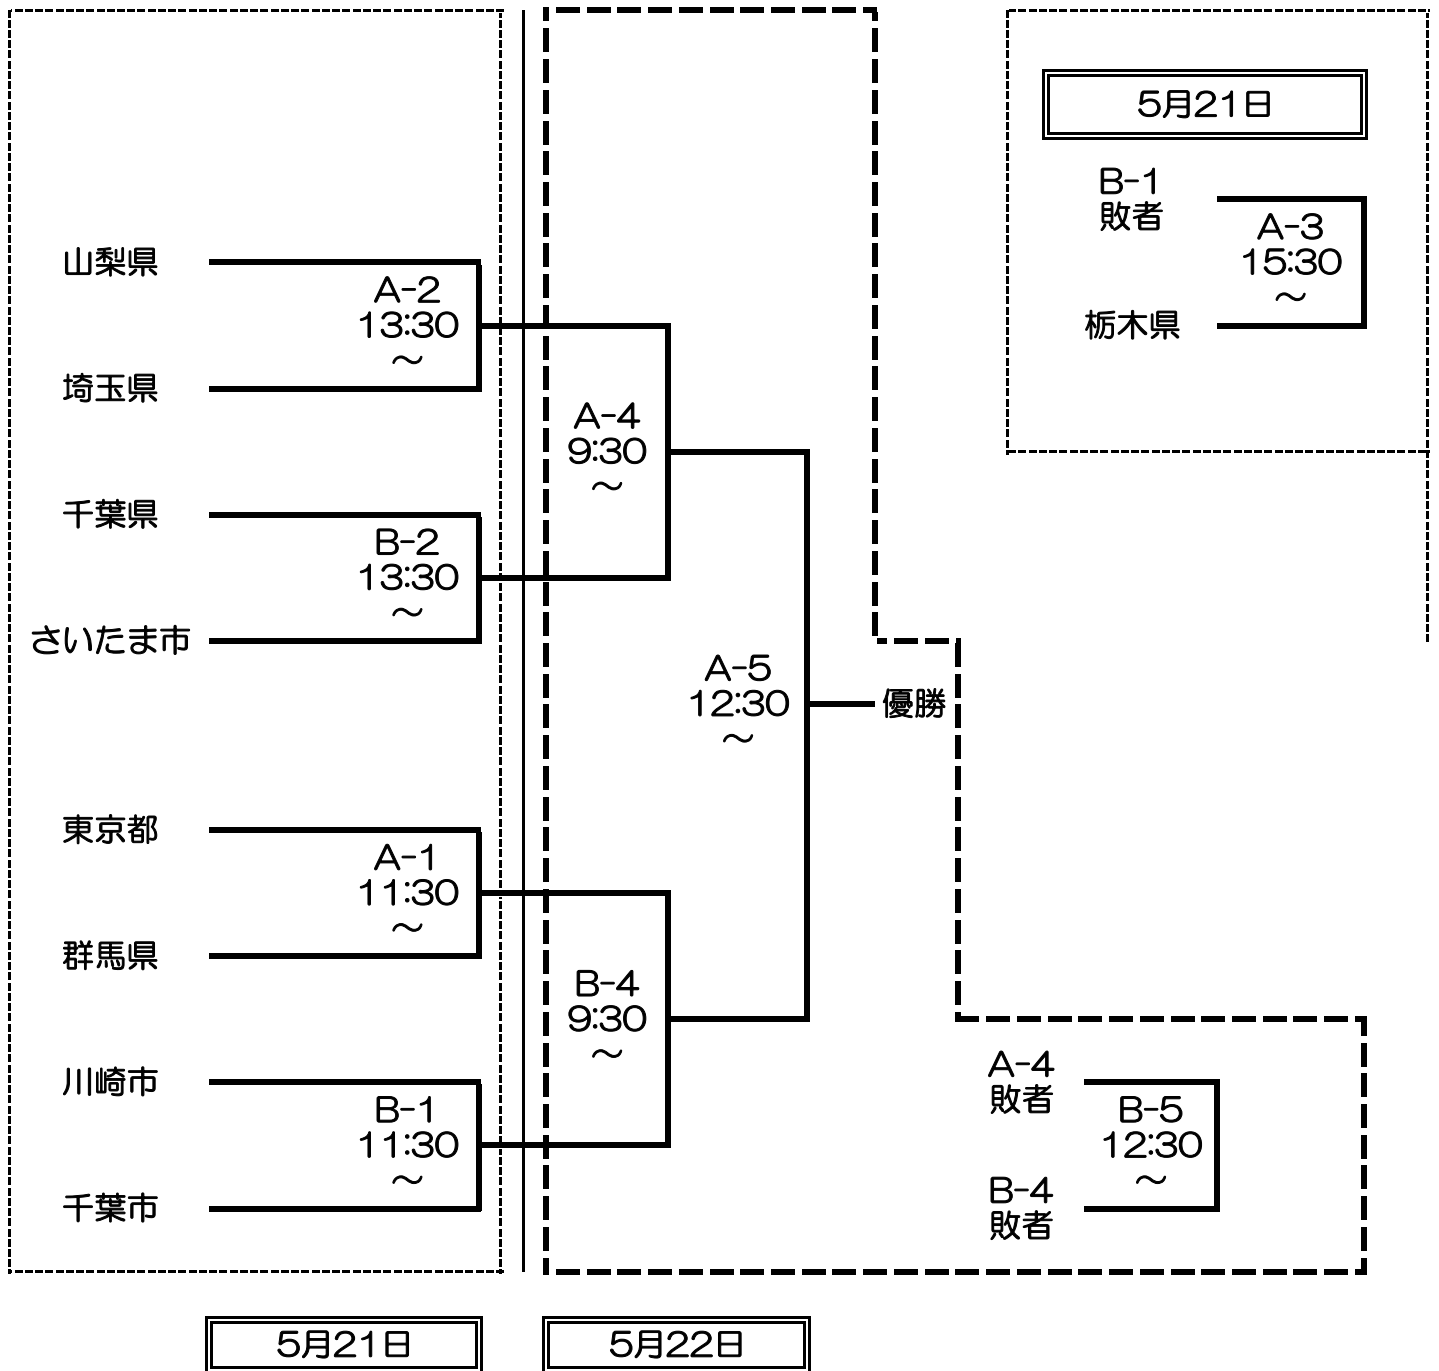 5月21日
B-1
敗者
A-3
15:30
～
栃木県
山梨県
A-2
13:30
～
埼玉県
A-4
9:30
～
千葉県
B-2
13:30
～
さいたま市
A-5
12:30
～
優勝
東京都
A-1
11:30
～
群馬県
B-4
9:30
～
川崎市
B-1
11:30
～
千葉市
A-4
敗者
B-5
12:30
～
B-4
敗者
5月21日
5月22日